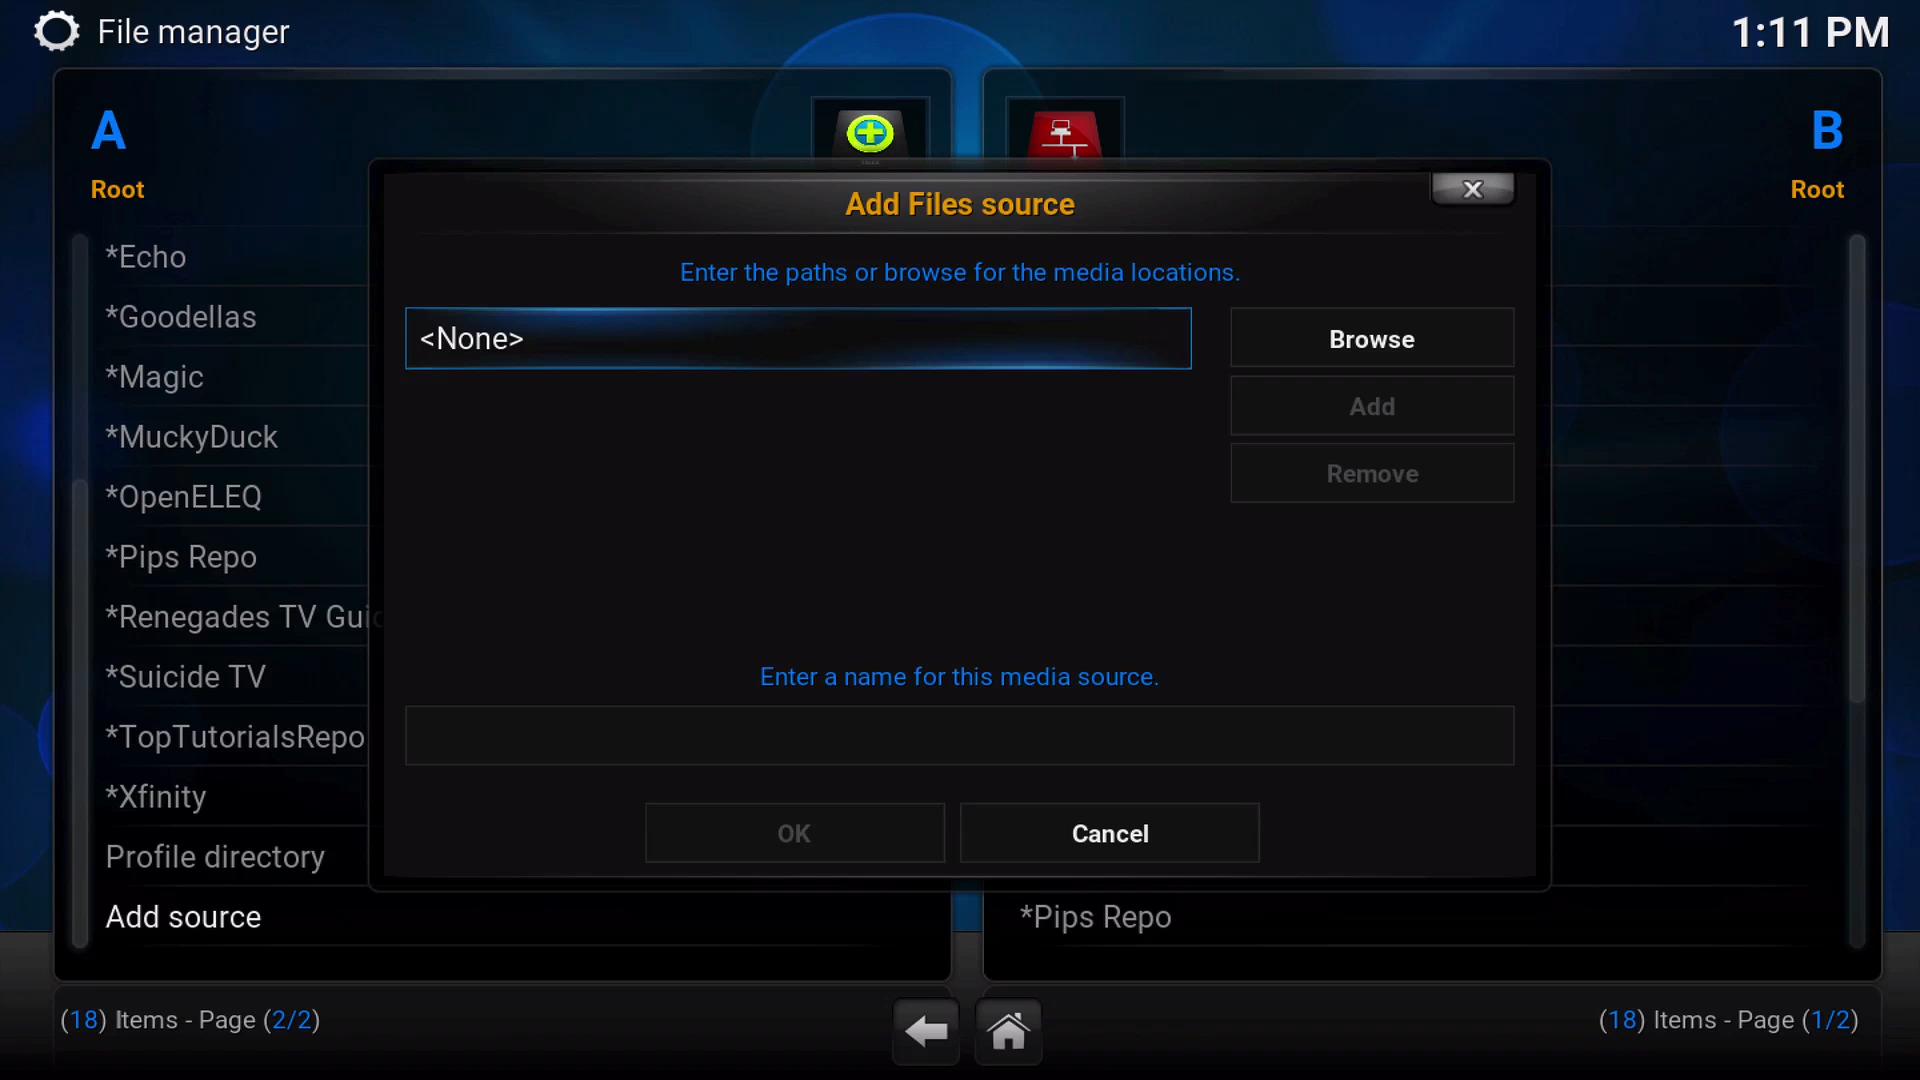 File manager
1:11 PM
A
B
Root
Root
Add Files source
X
Enter the paths or browse for the media locations.
<None>
Browse
Add
Remove
Enter a name for this media source.
OK
Cancel
*Echo
*Goodellas
*Magic
*MuckyDuck
*OpenELEQ
*Pips Repo
*Renegades TV Gui
*Suicide TV
*TopTutorialsRepo
*Xfinity
Profile directory
Add source
*Pips Repo
(18) Items - Page (2/2)
(18) Items - Page (1/2)